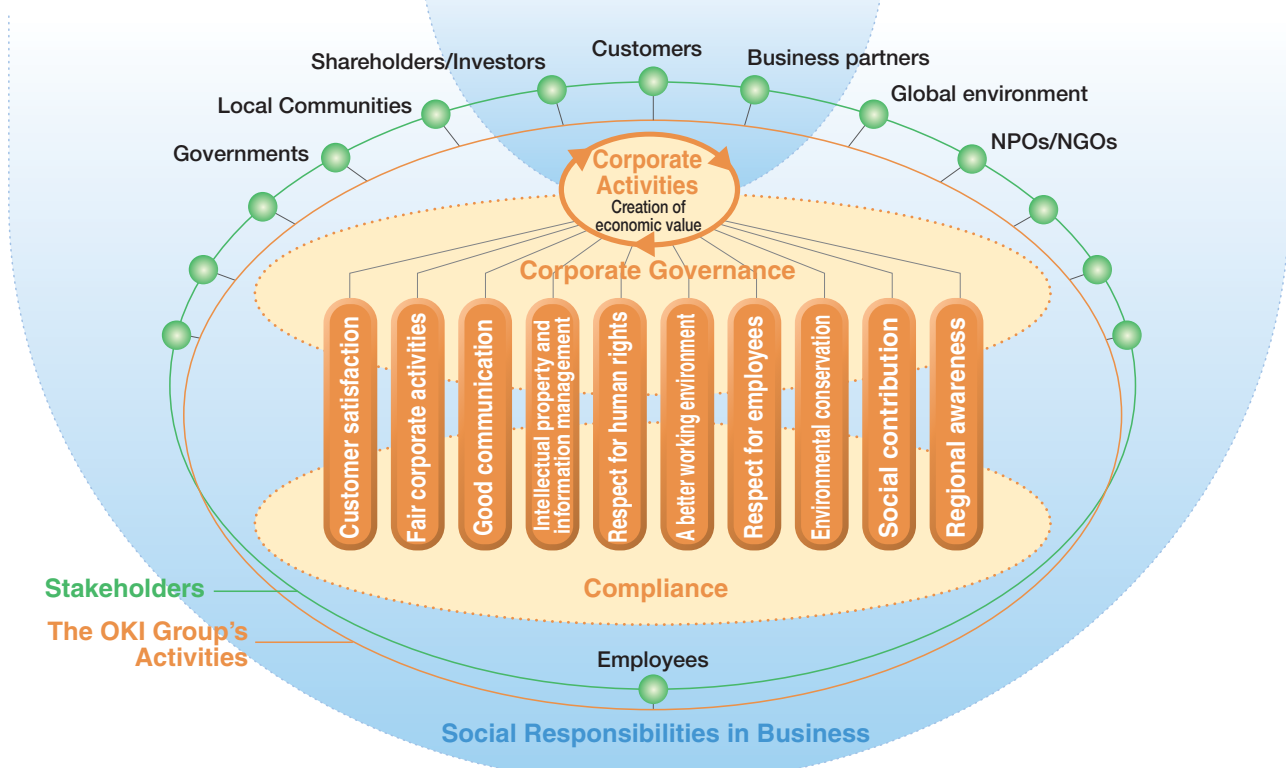 Customers
Shareholders/Investors
Business partners
Local Communities
Global environment
Governments
NPOs/NGOs
Corporate
Activities
Creation of
economic value
Corporate Governance
Customer satisfaction
Fair corporate activities
Good communication
Intellectual property and
information management
Respect for human rights
A better working environment
Respect for employees
Environmental conservation
Social contribution
Regional awareness
Compliance
Stakeholders
The OKI Group's
Activities
Employees
Social Responsibilities in Business